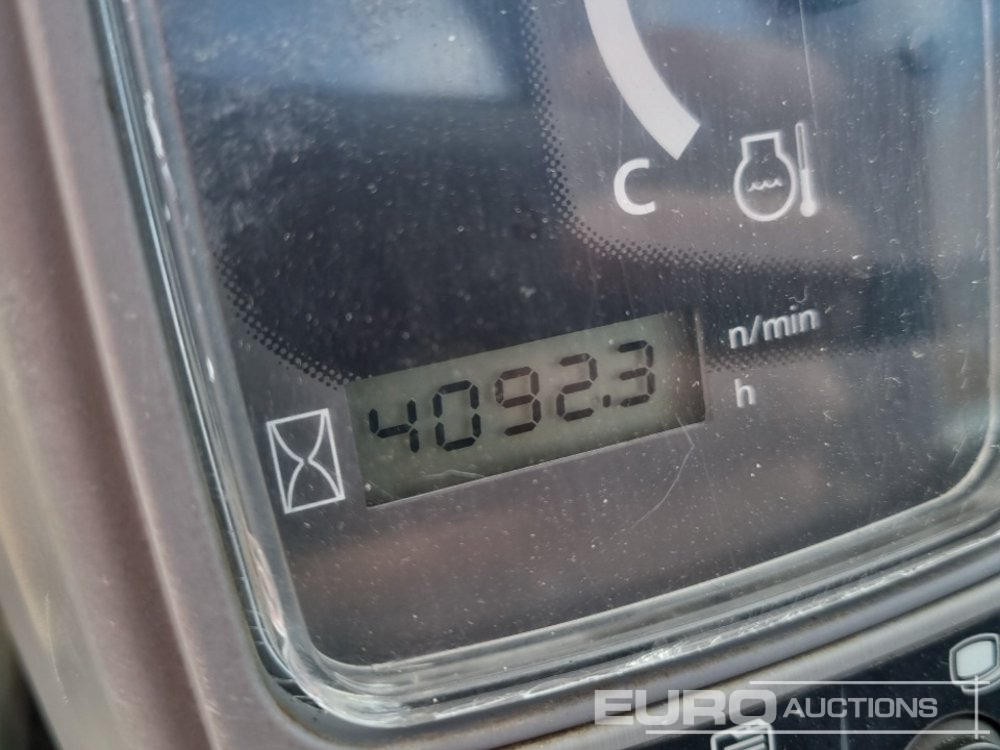 C
n/min
4092.3
h
EURO AUCTIONS